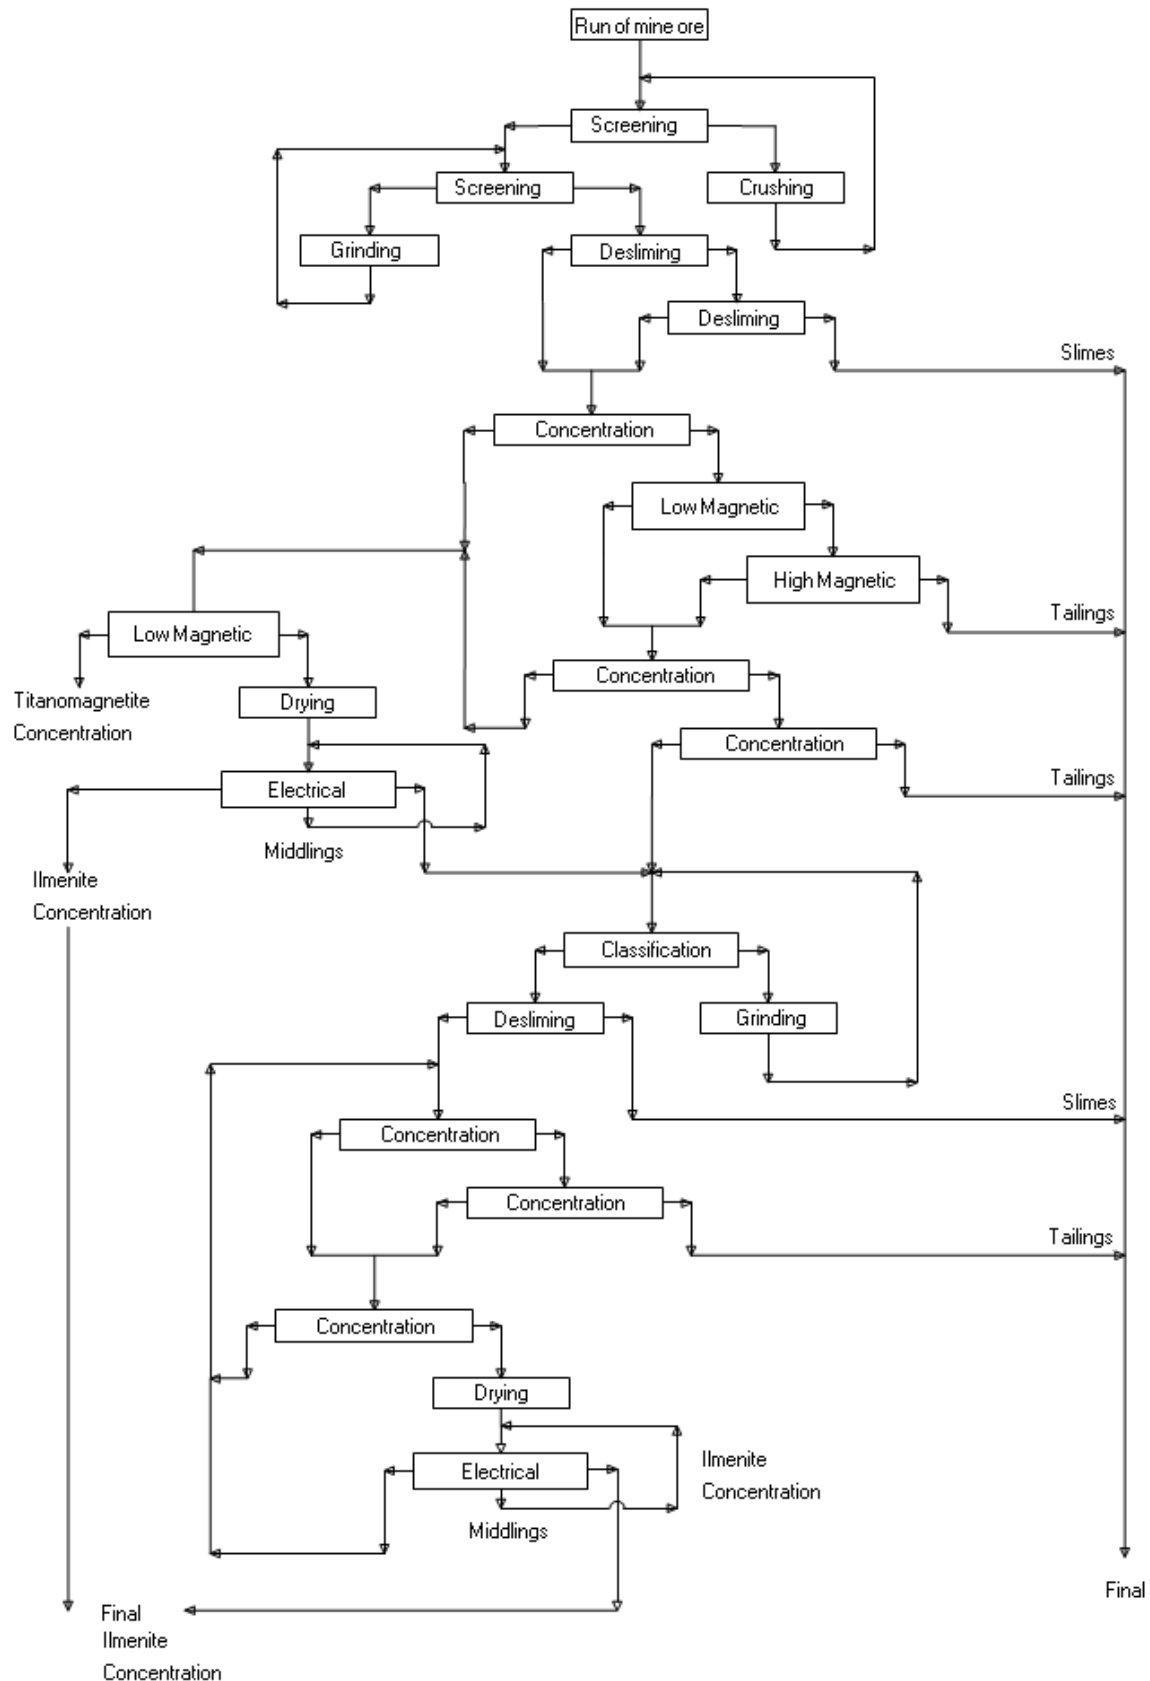 Run of mine ore
Screening
Screening
Crushing
Grinding
Desliming
Desliming
Slimes
Concentration
Low Magnetic
High Magnetic
Tailings
Low Magnetic
Concentration
Titanomagnetite
Concentration
Drying
Concentration
Tailings
Electrical
Middlings
Ilmenite
Concentration
Classification
Desliming
Grinding
Slimes
Concentration
Concentration
Tailings
Concentration
Drying
Ilmenite
Concentration
Electrical
Middlings
Final
Final
Ilmenite
Concentration